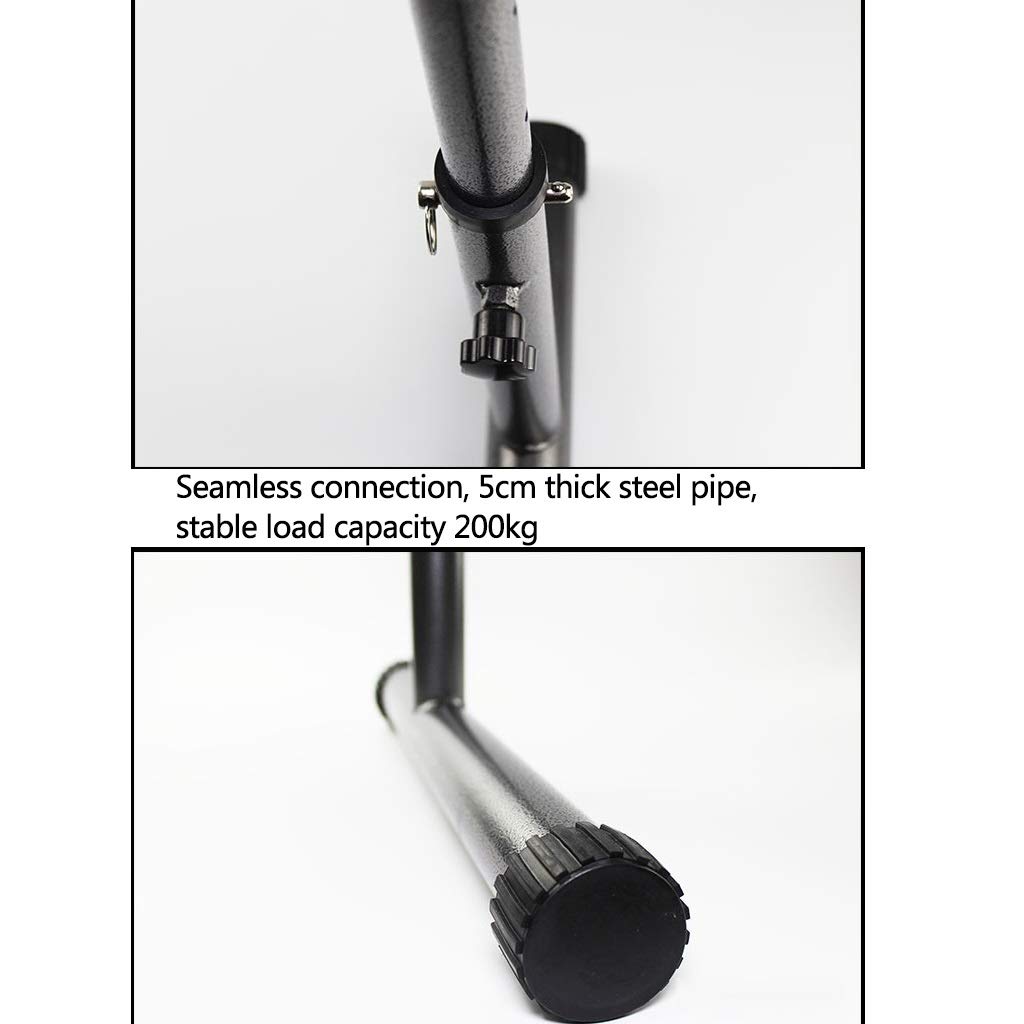 Seamless connection, 5cm thick steel pipe,
stable load capacity 200kg